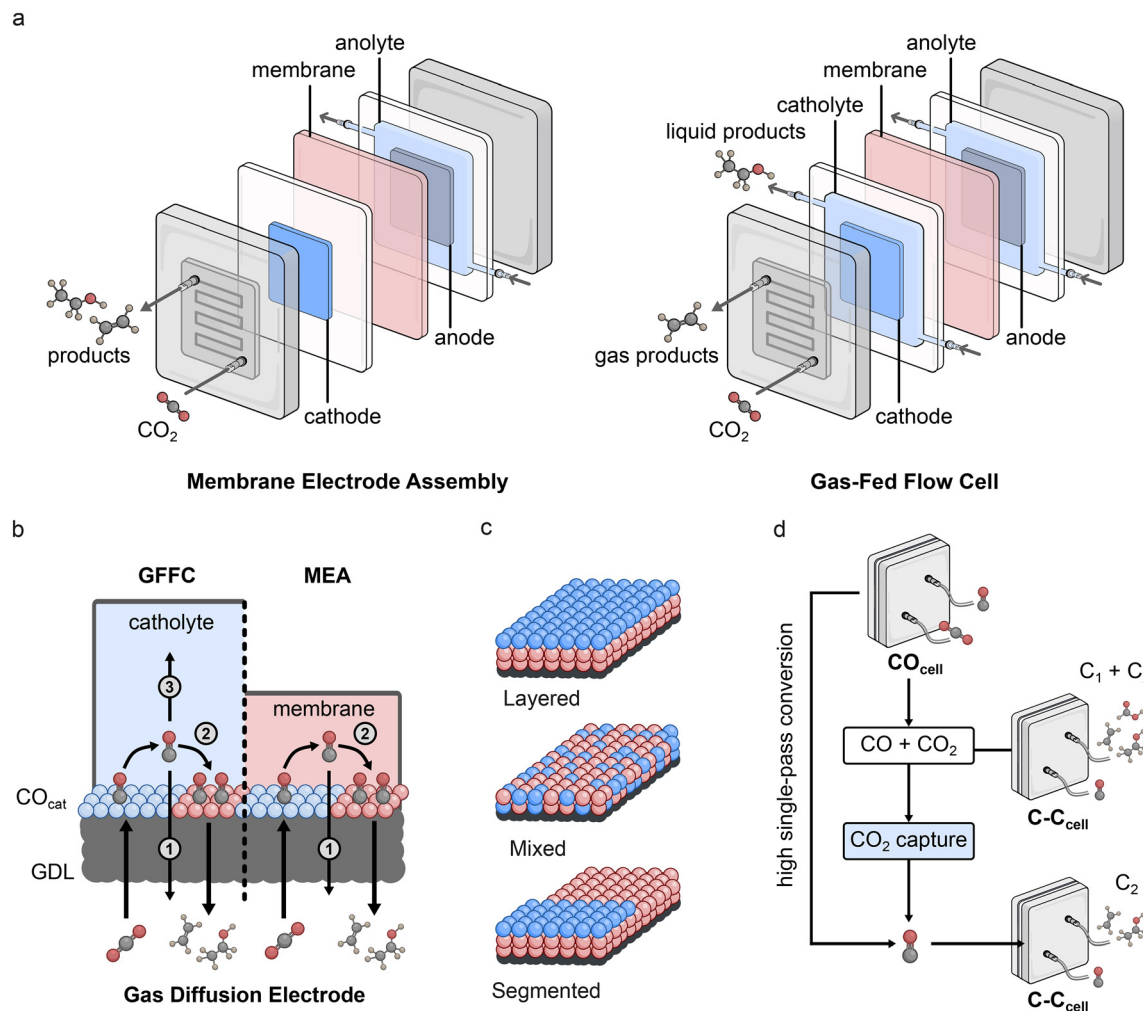 a
anolyte
membrane
products
CO2
cathode
anode
Membrane Electrode Assembly
anolyte
membrane
catholyte
liquid products
gas products
CO2
cathode
anode
Gas-Fed Flow Cell
b
GFFC
MEA
catholyte
3
2
membrane
2
COcat
1
1
GDL
Gas Diffusion Electrode
c
Layered
Mixed
Segmented
d
high single-pass conversion
COcell
CO + CO2
C1 + C
C-Ccell
CO2 capture
C2
C-Ccell